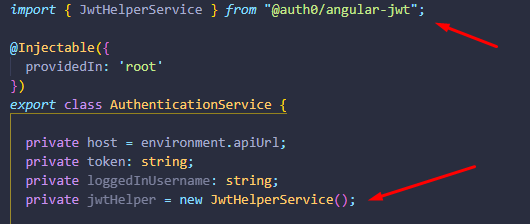 import { JwtHelperService } from "@auth0/angular-jwt";
@Injectable({
providedIn: 'root'
})
export class AuthenticationService {
private host = environment.apiUrl;
private token: string;
private loggedInUsername: string;
private jwtHelper = new JwtHelperService();